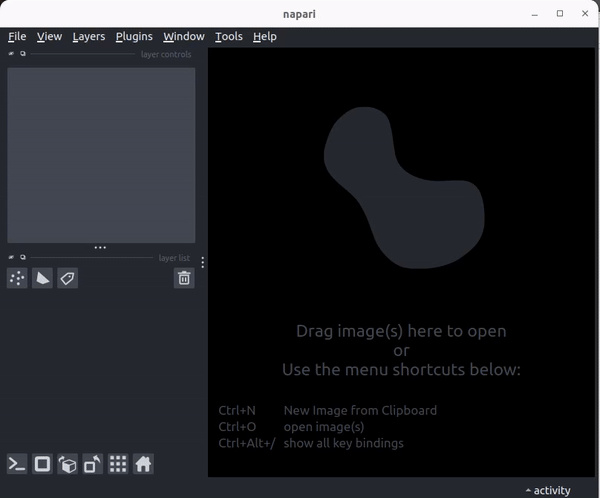 napari
File View Layers Plugins Window Tools Help
layer controls
layer list
Drag image(s) here to open
or
Use the menu shortcuts below:
Ctrl+N New Image from Clipboard
Ctrl+O open image(s)
Ctrl+Alt+/ show all key bindings
activity